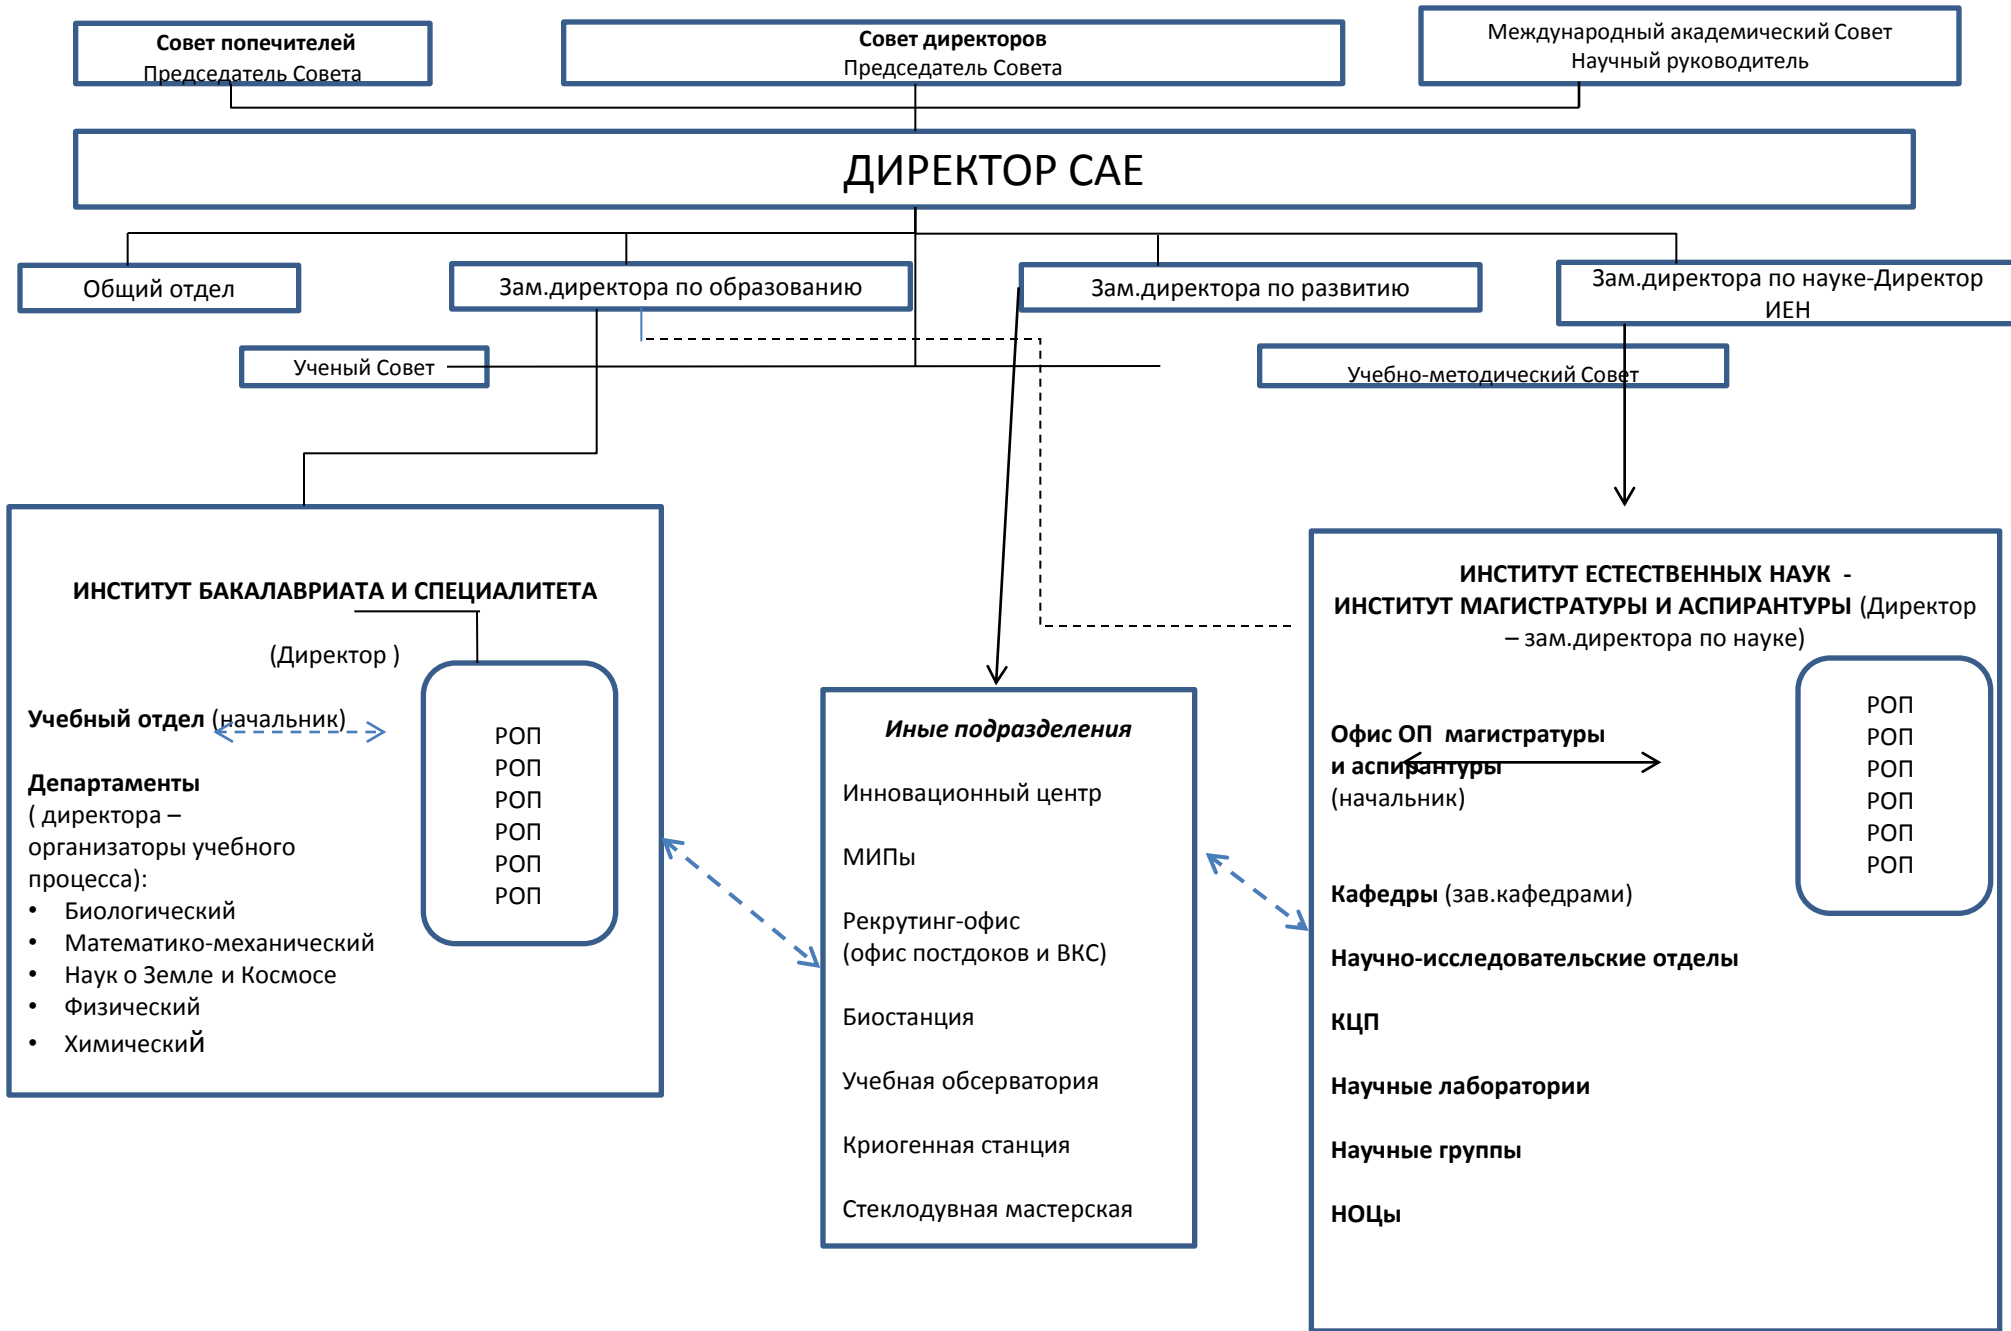 Совет попечителей
Председатель Совета
Совет директоров
Председатель Совета
Международный академический Совет
Научный руководитель
ДИРЕКТОР САЕ
Общий отдел
Зам.директора по образованию
Зам.директора по развитию
Зам.директора по науке-Директор
ИЕН
Ученый Совет
Учебно-методический Совет
ИНСТИТУТ БАКАЛАВРИАТА И СПЕЦИАЛИТЕТА
(Директор )
Учебный отдел (начальник)
Департаменты
( директора –
организаторы учебного
процесса):
• Биологический
• Математико-механический
• Наук о Земле и Космосе
• Физический
• Химический
РОП
РОП
РОП
РОП
РОП
РОП
Иные подразделения
Инновационный центр
МИПы
Рекрутинг-офис
(офис постдоков и ВКС)
Биостанция
Учебная обсерватория
Криогенная станция
Стеклодувная мастерская
ИНСТИТУТ ЕСТЕСТВЕННЫХ НАУК -
ИНСТИТУТ МАГИСТРАТУРЫ И АСПИРАНТУРЫ (Директор
– зам.директора по науке)
Офис ОП магистратуры
и аспирантуры
(начальник)
Кафедры (зав.кафедрами)
Научно-исследовательские отделы
КЦП
Научные лаборатории
Научные группы
НОЦы
РОП
РОП
РОП
РОП
РОП
РОП